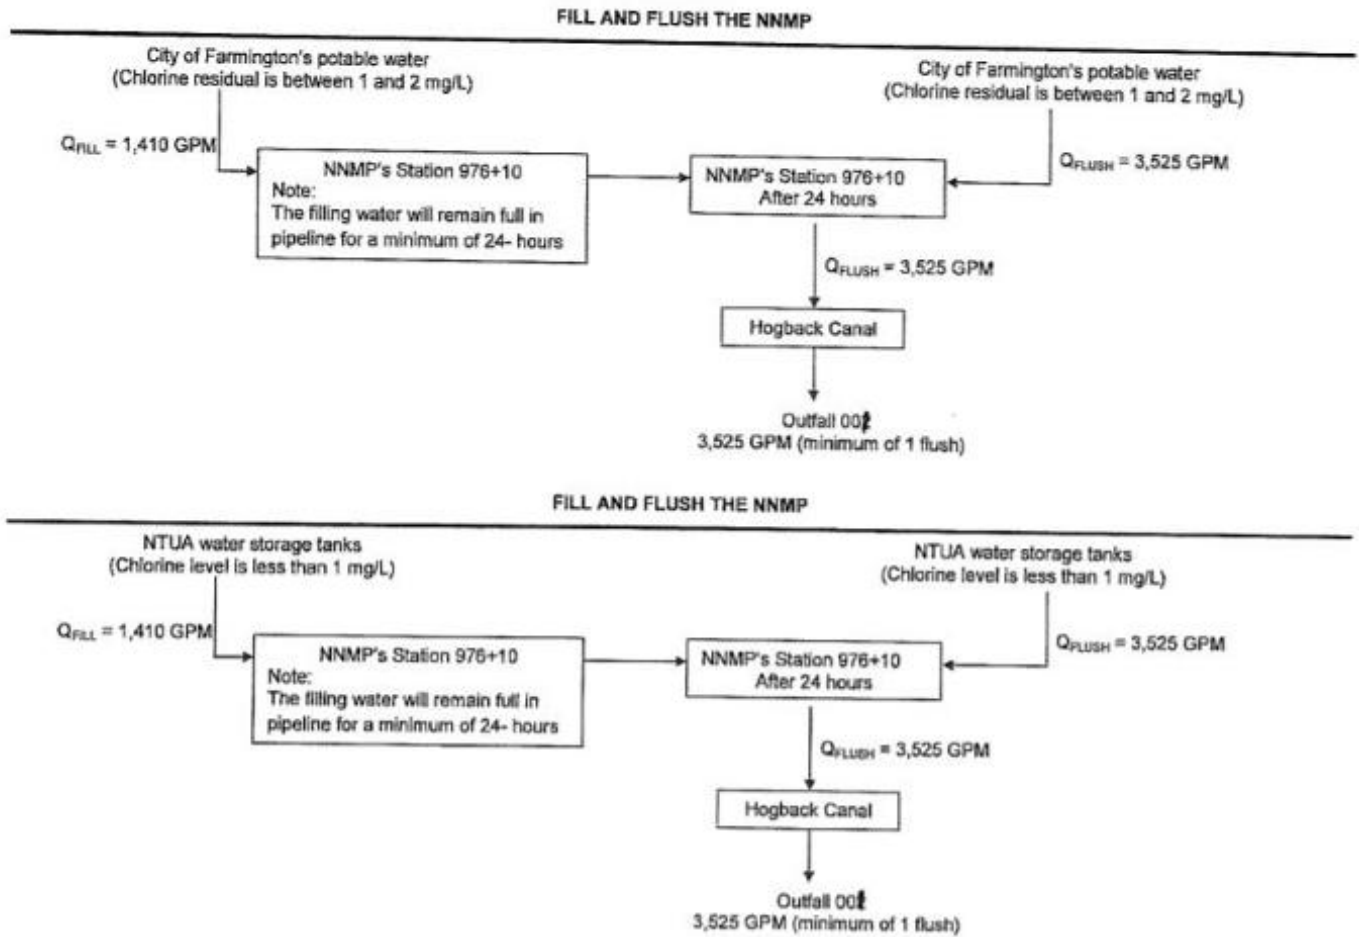 FILL AND FLUSH THE NNMP
City of Farmington's potable water
(Chlorine residual is between 1 and 2 mg/L)
City of Farmington's potable water
(Chlorine residual is between 1 and 2 mg/L)
QFILL = 1,410 GPM
QFLUSH = 3,525 GPM
NNMP's Station 976+10
Note:
The filling water will remain full in
pipeline for a minimum of 24- hours
NNMP's Station 976+10
After 24 hours
QFLUSH = 3,525 GPM
Hogback Canal
Outfall
3,525 GPM (minimum of 1 flush)
FILL AND FLUSH THE NNMP
NTUA water storage tanks
(Chlorine level is less than 1 mg/L)
NTUA water storage tanks
(Chlorine level is less than 1 mg/L)
QFILL = 1,410 GPM
QFLUSH = 3,525 GPM
NNMP's Station 976+10
Note:
The filling water will remain full in
pipeline for a minimum of 24- hours
NNMP's Station 976+10
After 24 hours
QFLUSH = 3,525 GPM
Hogback Canal
Outfall
3,525 GPM (minimum of 1 flush)